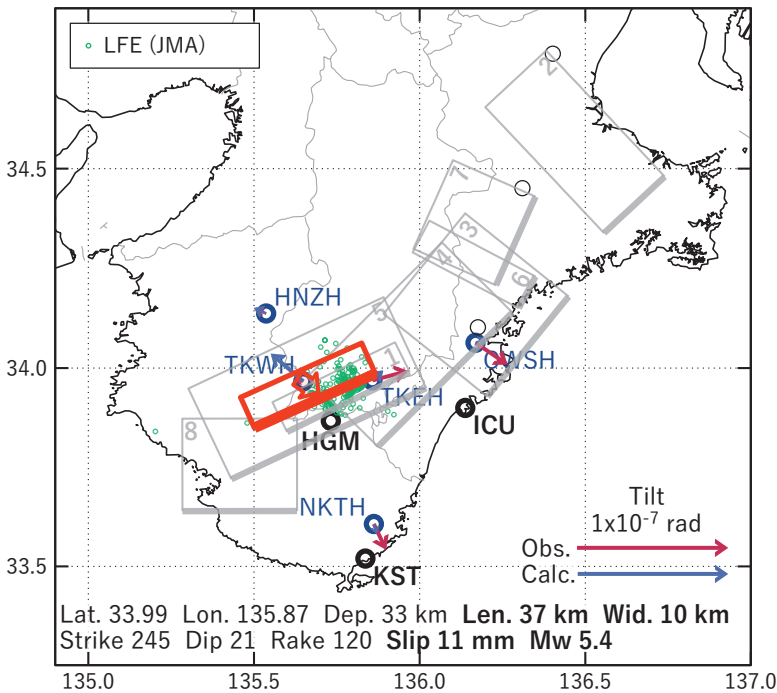 LFE (JMA)
2
34.5
7
3
4
6
HNZH
5
34.0
TKWH
1
OWSH
TKEH
8
HGM
ICU
NKTH
Tilt
1x10⁻⁷ rad
Obs.
33.5
KST
Calc.
Lat. 33.99 Lon. 135.87 Dep. 33 km Len. 37 km Wid. 10 km
Strike 245 Dip 21 Rake 120 Slip 11 mm Mw 5.4
135.0 135.5 136.0 136.5 137.0